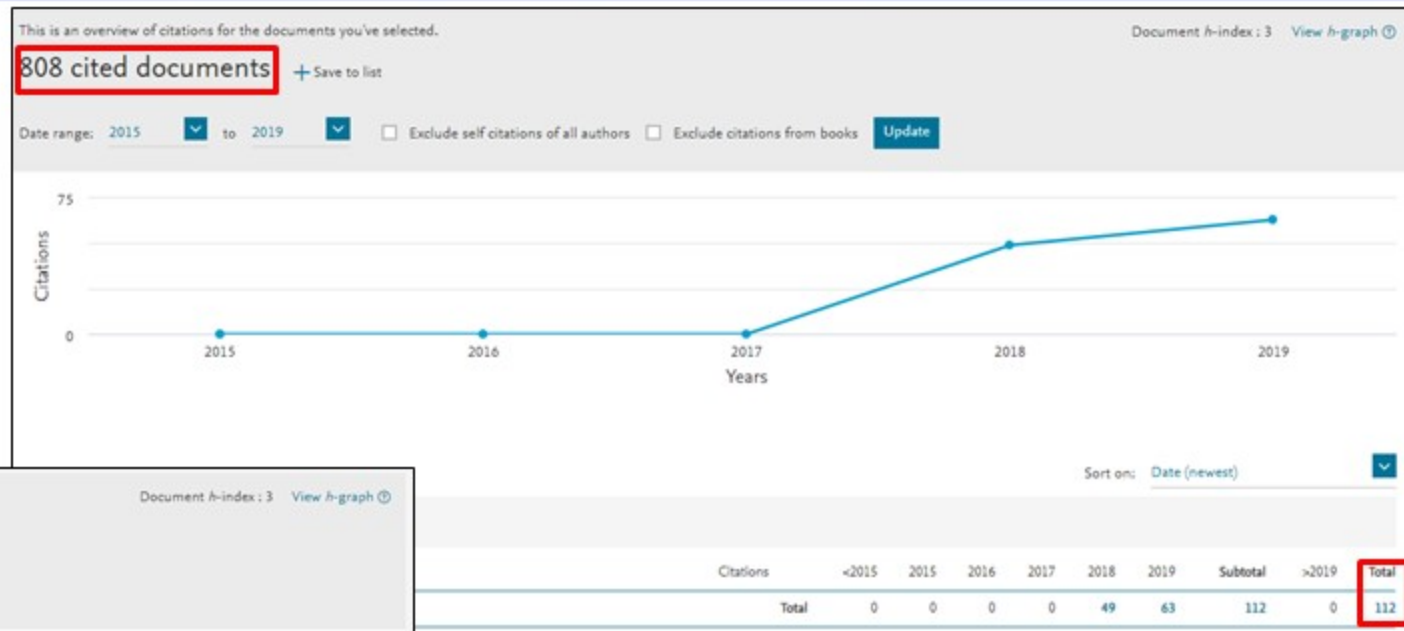 This is an overview of citations for the documents you've selected.
Document h-index : 3 View h-graph
808 cited documents + Save to list
Date range: 2015 to 2019 Exclude self citations of all authors Exclude citations from books Update
75
Citations
0
2015 2016 2017 2018 2019
Years
Sort on: Date (newest)
Document h-index : 3 View h-graph
Citations <2015 2015 2016 2017 2018 2019 Subtotal >2019 Total
Total 0 0 0 0 49 63 112 0 112